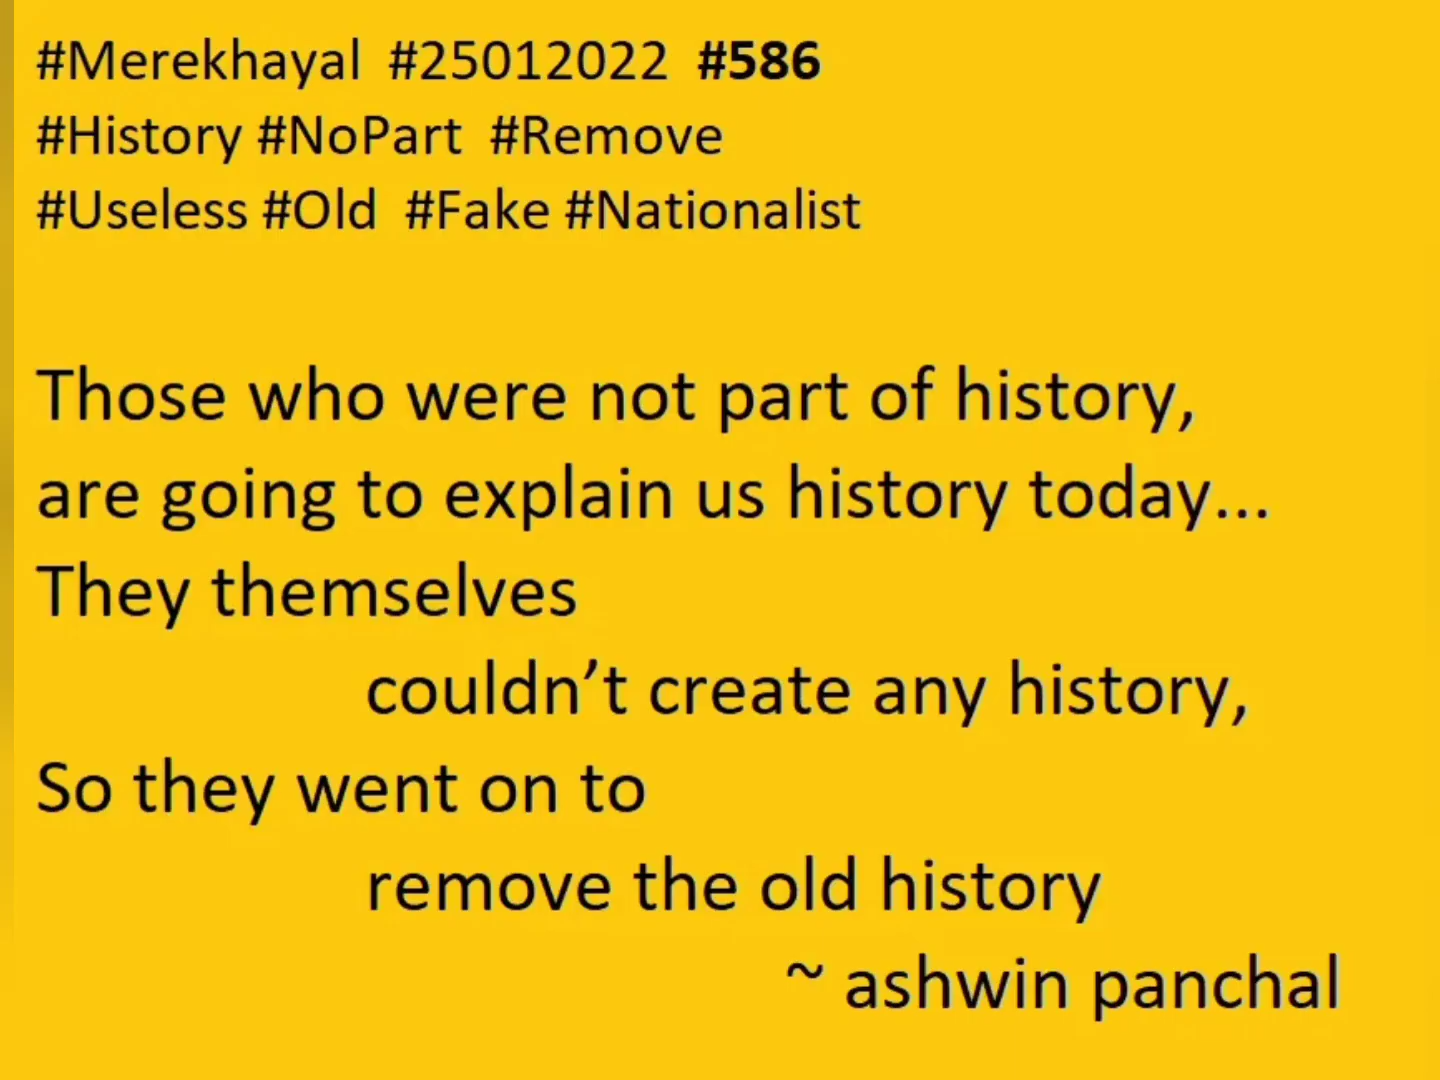 #Merekhayal #25012022 #586
#History #NoPart #Remove
#Useless #Old #Fake #Nationalist
Those who were not part of history,
are going to explain us history today...
They themselves
couldn’t create any history,
So they went on to
remove the old history
~ ashwin panchal